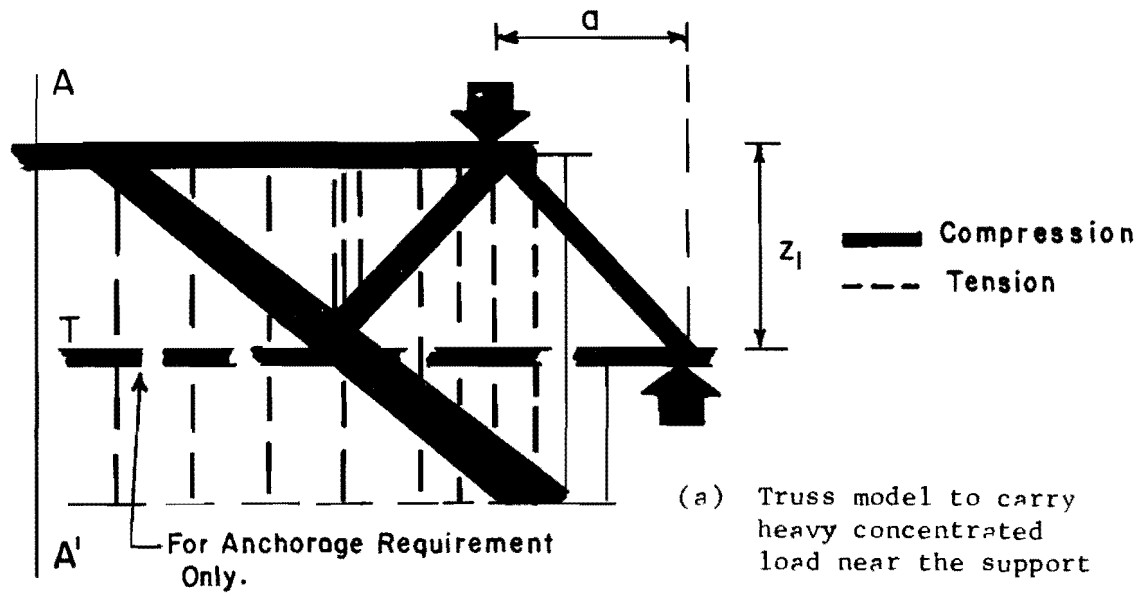 a
A
z₁
Compression
Tension
T
(a) Truss model to carry
heavy concentrated
load near the support
A'
For Anchorage Requirement
Only.